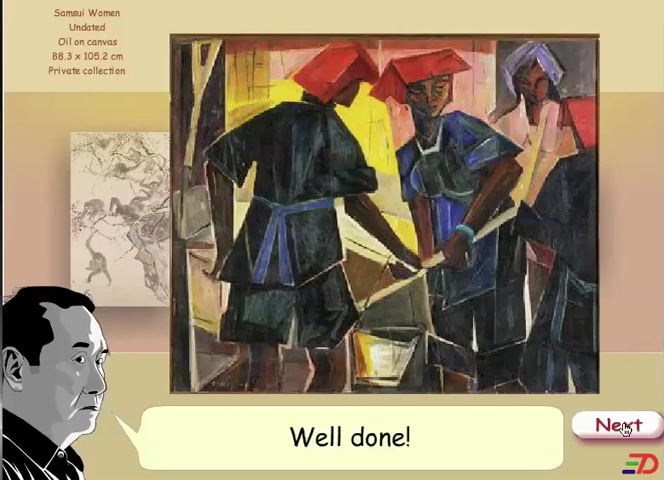 Samsui Women
Undated
Oil on canvas
88.3 x 105.2 cm
Private collection
Well done!
Next